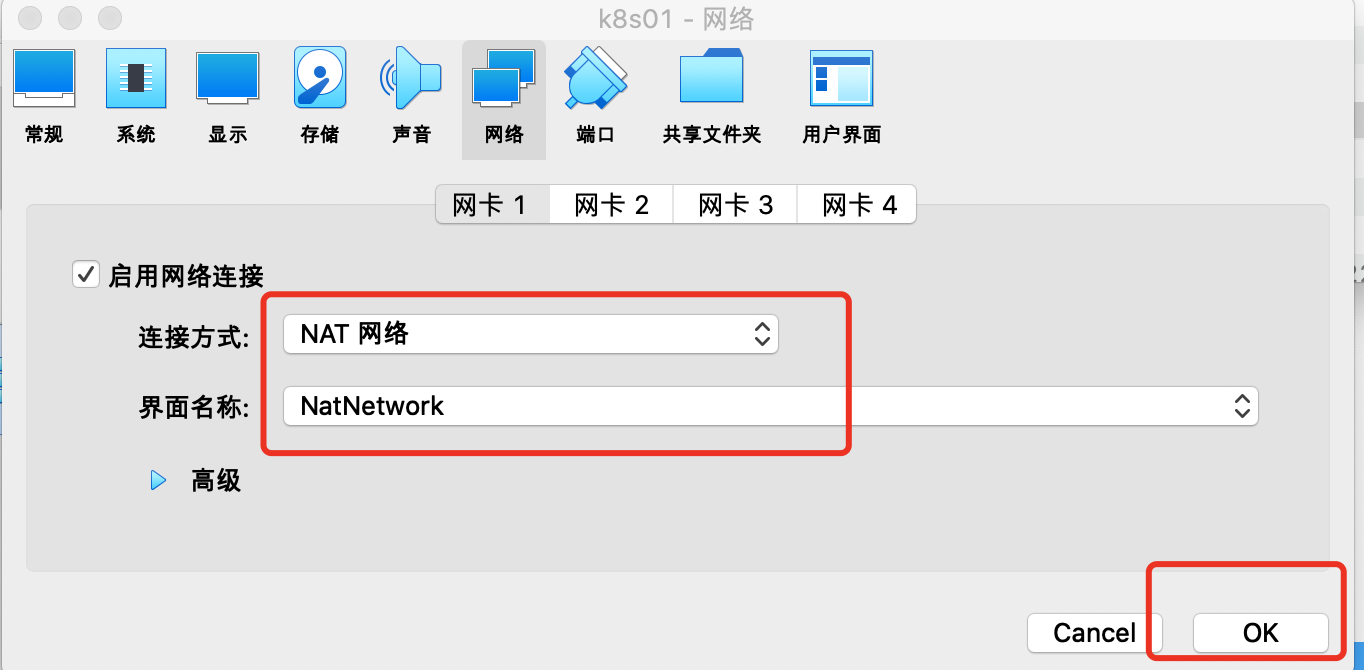 k8s01 - 网络
常规 系统 显示 存储 声音 网络 端口 共享文件夹 用户界面
网卡 1 网卡 2 网卡 3 网卡 4
启用网络连接
连接方式: NAT 网络
界面名称: NatNetwork
高级
Cancel OK